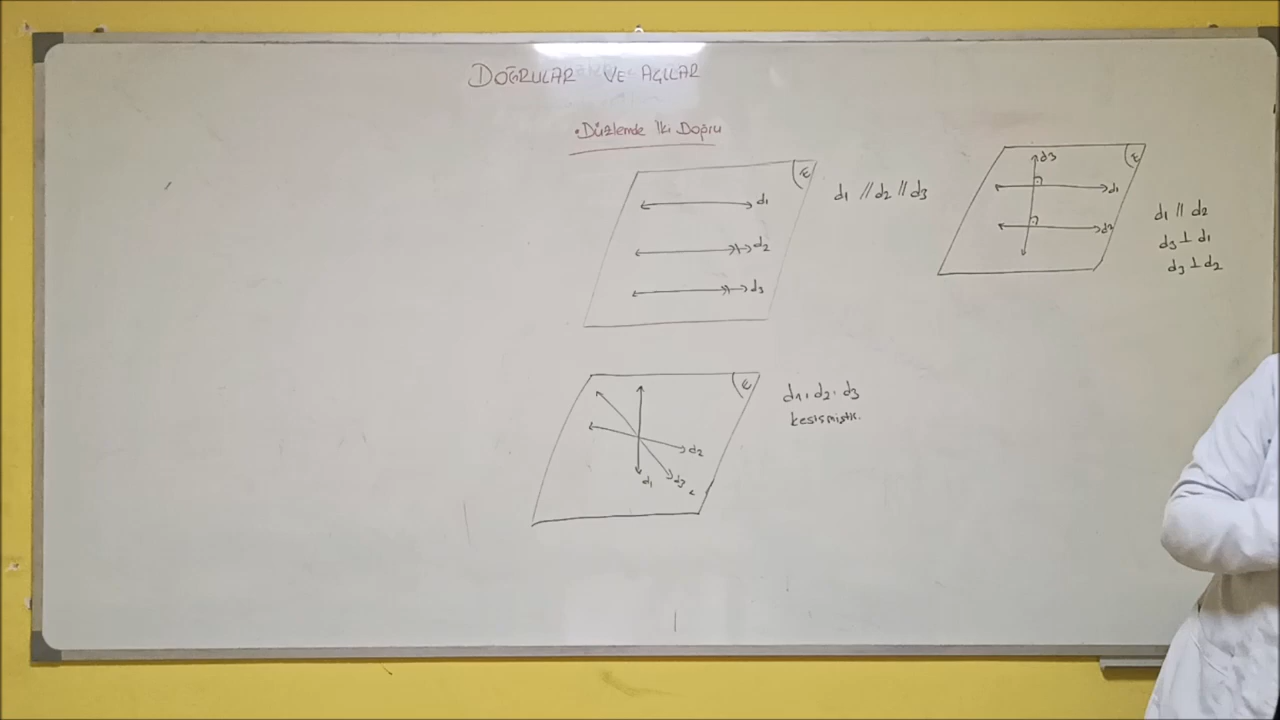 DOĞRULAR VE AÇILAR
• Düzlemde İki Doğru
E
d1
d2
d3
d1 // d2 // d3
E
d3
d1
d2
d1 // d2
d3 ⊥ d1
d3 ⊥ d2
E
d2
d1
d3
d1, d2, d3
kesişmiştir.